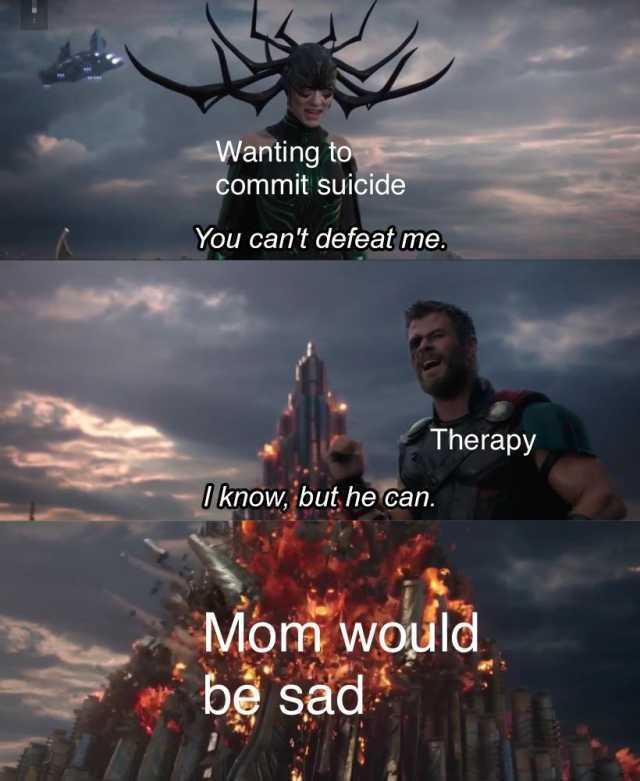 Wanting to
commit suicide
You can't defeat me.
Therapy
I know, but he can.
Mom would
be sad